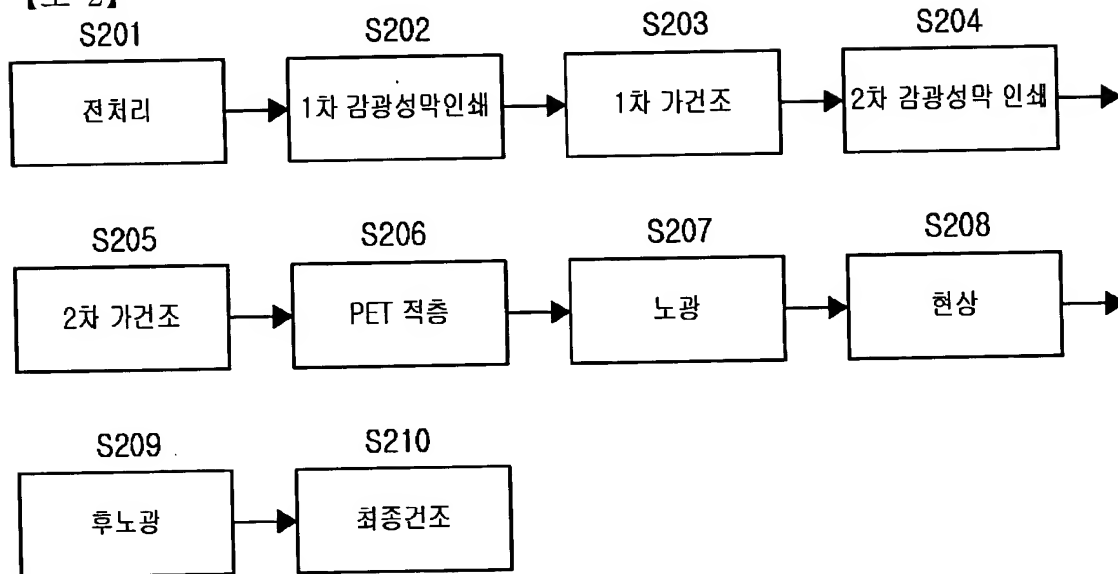 【도 2】
S201 S202 S203 S204
전처리 1차 감광성막인쇄 1차 가건조 2차 감광성막 인쇄
S205 S206 S207 S208
2차 가건조 PET 적층 노광 현상
S209 S210
후노광 최종건조